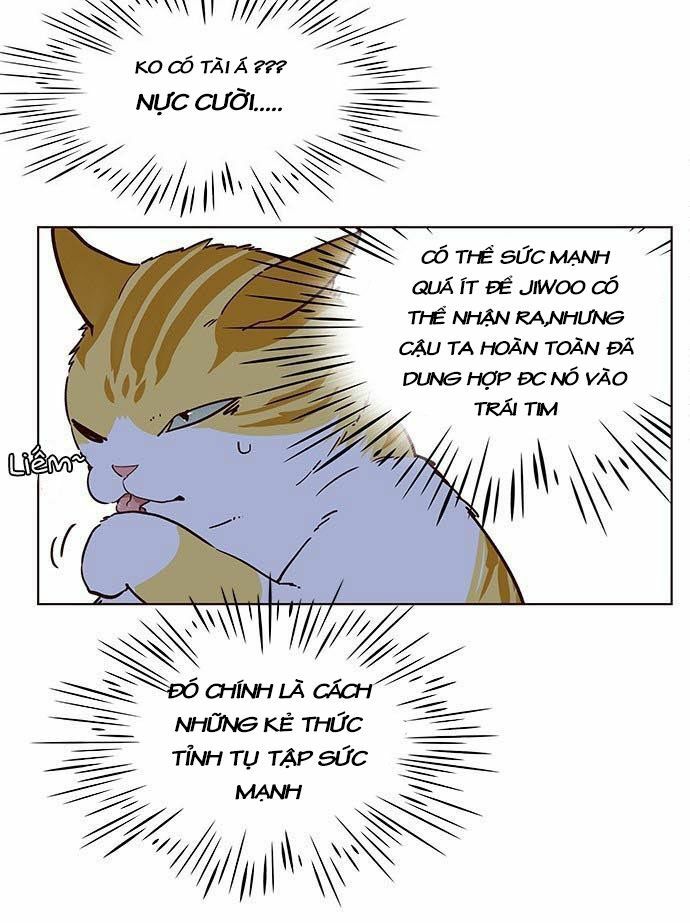 KO CÓ TÀI Á ???
NỰC CƯỜI.....
CÓ THỂ SỨC MẠNH
QUÁ ÍT ĐỂ JIWOO CÓ
THỂ NHẬN RA,NHƯNG
CẬU TA HOÀN TOÀN ĐÃ
DUNG HỢP ĐC NÓ VÀO
TRÁI TIM
Liếm~
ĐÓ CHÍNH LÀ CÁCH
NHỮNG KẺ THỨC
TỈNH TỤ TẬP SỨC
MẠNH